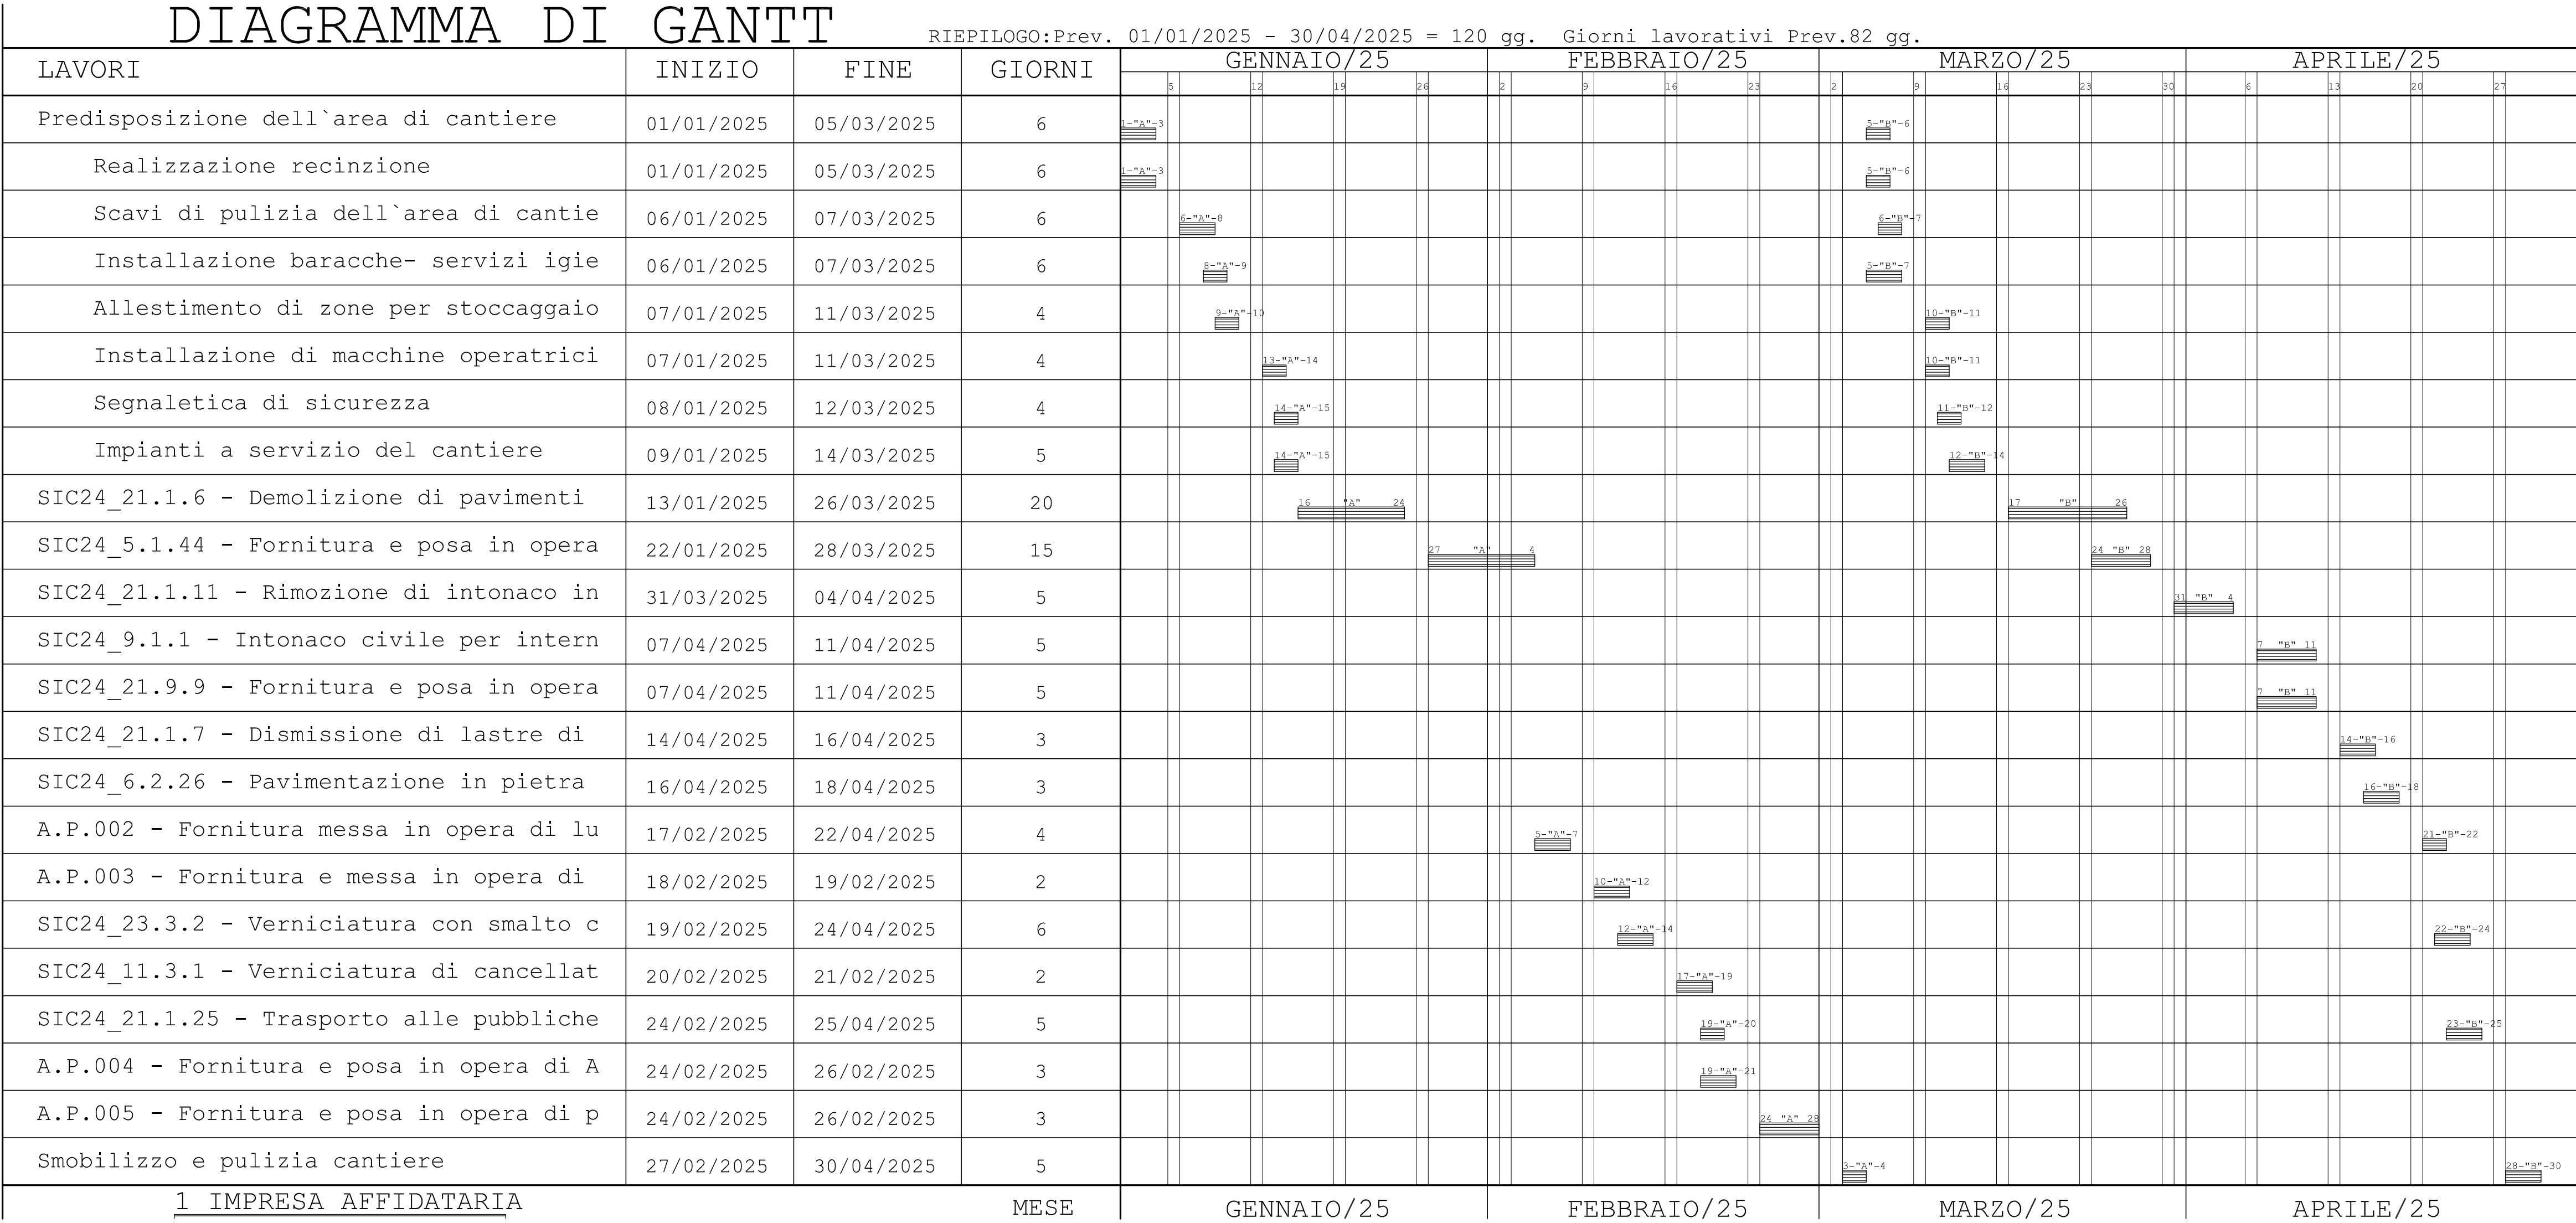 DIAGRAMMA DI GANTT RIEPILOGO:Prev. 01/01/2025 - 30/04/2025 = 120 gg. Giorni lavorativi Prev.82 gg.
LAVORI INIZIO FINE GIORNI GENNAIO/25 FEBBRAIO/25 MARZO/25 APRILE/25
5 12 19 26 2 9 16 23 2 9 16 23 30 6 13 20 27
Predisposizione dell`area di cantiere 01/01/2025 05/03/2025 6 1-"A"-3 5-"B"-6
Realizzazione recinzione 01/01/2025 05/03/2025 6 1-"A"-3 5-"B"-6
Scavi di pulizia dell`area di cantie 06/01/2025 07/03/2025 6 6-"A"-8 6-"B"-7
Installazione baracche- servizi igie 06/01/2025 07/03/2025 6 8-"A"-9 5-"B"-7
Allestimento di zone per stoccaggaio 07/01/2025 11/03/2025 4 9-"A"-10 10-"B"-11
Installazione di macchine operatrici 07/01/2025 11/03/2025 4 13-"A"-14 10-"B"-11
Segnaletica di sicurezza 08/01/2025 12/03/2025 4 14-"A"-15 11-"B"-12
Impianti a servizio del cantiere 09/01/2025 14/03/2025 5 14-"A"-15 12-"B"-14
SIC24_21.1.6 - Demolizione di pavimenti 13/01/2025 26/03/2025 20 16 "A" 24 17 "B" 26
SIC24_5.1.44 - Fornitura e posa in opera 22/01/2025 28/03/2025 15 27 "A" 4 24 "B" 28
SIC24_21.1.11 - Rimozione di intonaco in 31/03/2025 04/04/2025 5 31 "B" 4
SIC24_9.1.1 - Intonaco civile per intern 07/04/2025 11/04/2025 5 7 "B" 11
SIC24_21.9.9 - Fornitura e posa in opera 07/04/2025 11/04/2025 5 7 "B" 11
SIC24_21.1.7 - Dismissione di lastre di 14/04/2025 16/04/2025 3 14-"B"-16
SIC24_6.2.26 - Pavimentazione in pietra 16/04/2025 18/04/2025 3 16-"B"-18
A.P.002 - Fornitura messa in opera di lu 17/02/2025 22/04/2025 4 5-"A"-7 21-"B"-22
A.P.003 - Fornitura e messa in opera di 18/02/2025 19/02/2025 2 10-"A"-12
SIC24_23.3.2 - Verniciatura con smalto c 19/02/2025 24/04/2025 6 12-"A"-14 22-"B"-24
SIC24_11.3.1 - Verniciatura di cancellat 20/02/2025 21/02/2025 2 17-"A"-19
SIC24_21.1.25 - Trasporto alle pubbliche 24/02/2025 25/04/2025 5 19-"A"-20 23-"B"-25
A.P.004 - Fornitura e posa in opera di A 24/02/2025 26/02/2025 3 19-"A"-21
A.P.005 - Fornitura e posa in opera di p 24/02/2025 26/02/2025 3 24 "A" 28
Smobilizzo e pulizia cantiere 27/02/2025 30/04/2025 5 3-"A"-4 28-"B"-30
1 IMPRESA AFFIDATARIA MESE GENNAIO/25 FEBBRAIO/25 MARZO/25 APRILE/25